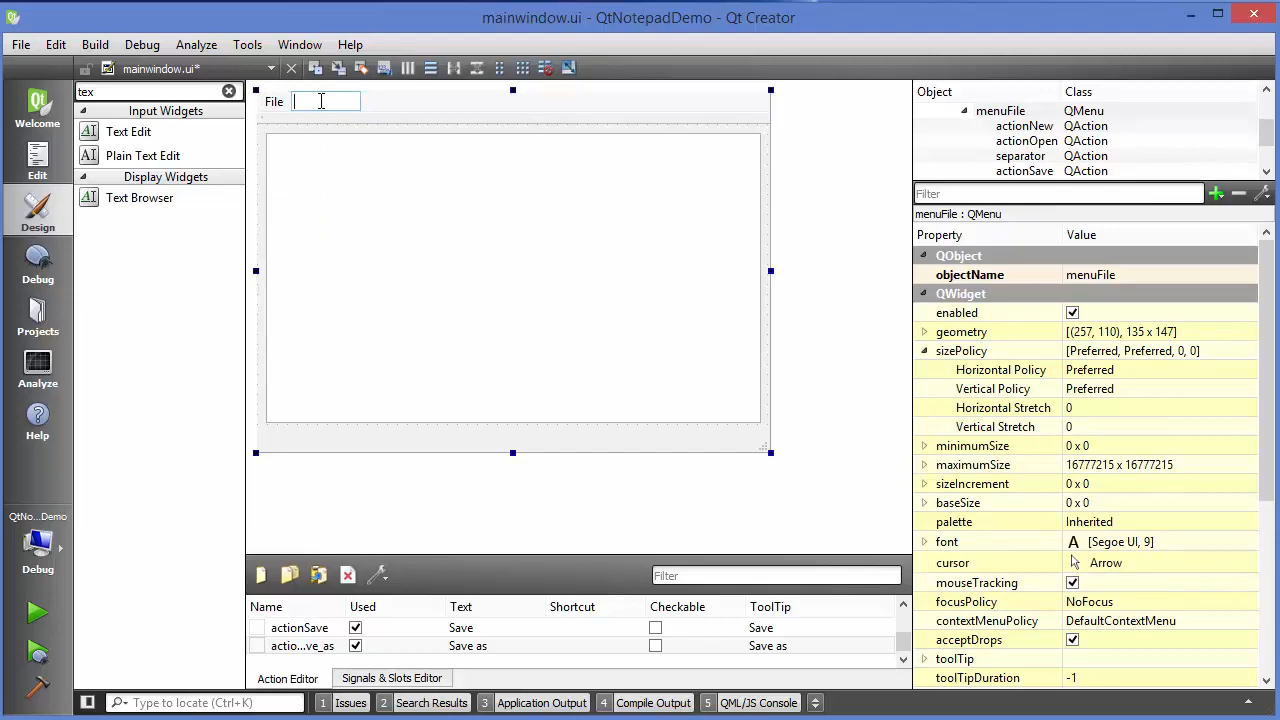 mainwindow.ui - QtNotepadDemo - Qt Creator
File Edit Build Debug Analyze Tools Window Help
mainwindow.ui*
Welcome
Edit
Design
Debug
Projects
Analyze
Help
QtNo...Demo
Debug
tex
Input Widgets
Text Edit
Plain Text Edit
Display Widgets
Text Browser
File
Filter
Name Used Text Shortcut Checkable ToolTip
actionSave Save Save
actio...ve_as Save as Save as
Action Editor Signals & Slots Editor
Object Class
menuFile QMenu
actionNew QAction
actionOpen QAction
separator QAction
actionSave QAction
Filter
menuFile : QMenu
Property Value
QObject
objectName menuFile
QWidget
enabled
geometry [(257, 110), 135 x 147]
sizePolicy [Preferred, Preferred, 0, 0]
Horizontal Policy Preferred
Vertical Policy Preferred
Horizontal Stretch 0
Vertical Stretch 0
minimumSize 0 x 0
maximumSize 16777215 x 16777215
sizeIncrement 0 x 0
baseSize 0 x 0
palette Inherited
font A [Segoe UI, 9]
cursor Arrow
mouseTracking
focusPolicy NoFocus
contextMenuPolicy DefaultContextMenu
acceptDrops
toolTip
toolTipDuration -1
Type to locate (Ctrl+K) 1 Issues 2 Search Results 3 Application Output 4 Compile Output 5 QML/JS Console